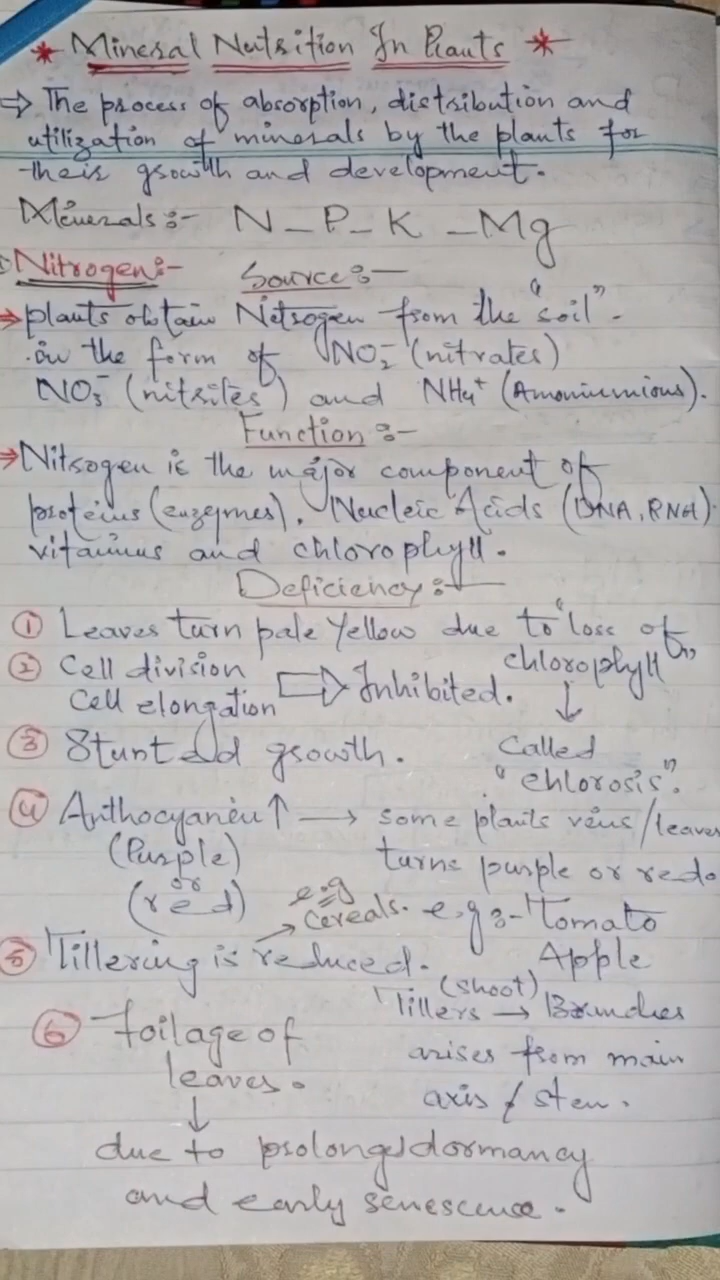 * Mineral Nutrition In Plants *
⇒ The process of absorption, distribution and
utilization of minerals by the plants for
their growth and development.
Minerals :- N - P - K - Mg
① Nitrogen :- Source :-
→ plants obtain Nitrogen from the "soil".
in the form of NO₂⁻ (nitrates)
NO₃⁻ (nitrites) and NH₄⁺ (Amoniumions).
Function :-
→ Nitrogen is the major component of
proteins (enzymes), Nucleic Acids (DNA, RNA).
vitamins and chlorophyll.
Deficiency :-
① Leaves turn pale Yellow due to "loss of
chlorophyll"
② Cell division
Cell elongation ⇒ Inhibited.
↓
③ Stunted growth.
Called
"chlorosis".
④ Anthocyanin ↑ → some plants veins/leaves
(Purple) turns purple or red
or
(red)
e.g
→ Cereals. e.g :- Tomato
Apple
⑤ Tillering is reduced.
(shoot)
Tillers → Branches
arises from main
axis / stem.
⑥ Foilage of
leaves.
↓
due to prolonged dormancy
and early senescence.